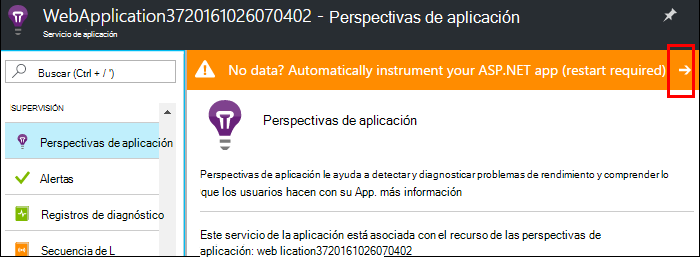 WebApplication3720161026070402 - Perspectivas de aplicación
Servicio de aplicación
Buscar (Ctrl + /')
SUPERVISIÓN
Perspectivas de aplicación
Alertas
Registros de diagnóstico
Secuencia de L
No data? Automatically instrument your ASP.NET app (restart required)
Perspectivas de aplicación
Perspectivas de aplicación le ayuda a detectar y diagnosticar problemas de rendimiento y comprender lo
que los usuarios hacen con su App. más información
Este servicio de la aplicación está asociada con el recurso de las perspectivas de
aplicación: web lication3720161026070402